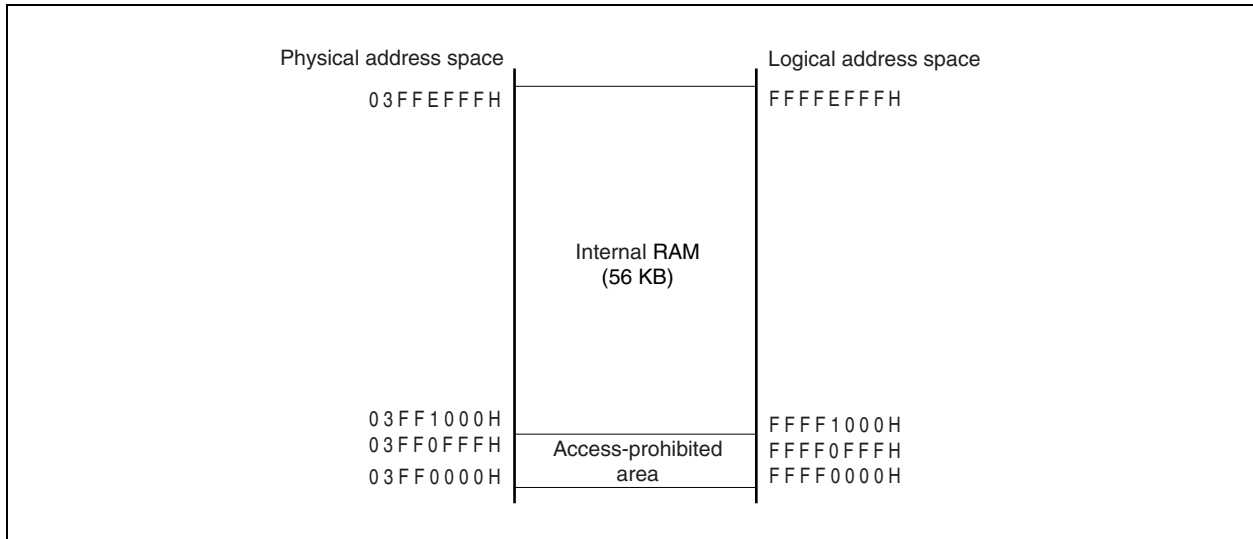 Physical address space
Logical address space
03FFEFFFH
FFFFEFFFH
Internal RAM
(56 KB)
03FF1000H
FFFF1000H
03FF0FFFH
Access-prohibited
FFFF0FFFH
area
03FF0000H
FFFF0000H